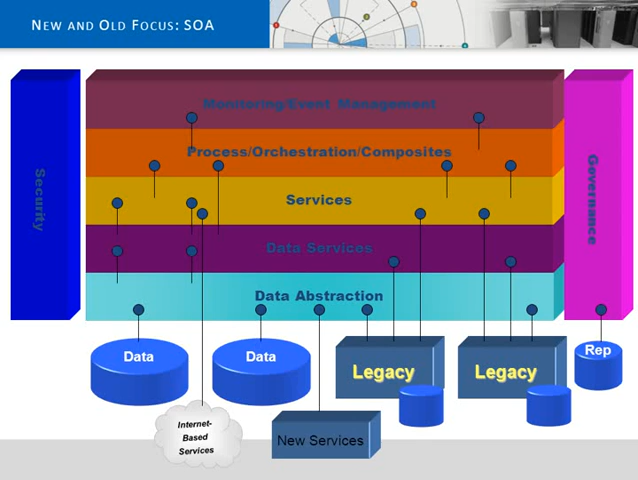 NEW AND OLD FOCUS: SOA
Monitoring/Event Management
Process/Orchestration/Composites
Services
Data Services
Data Abstraction
Security
Governance
Data
Data
Legacy
Legacy
Rep
Internet-
Based
Services
New Services